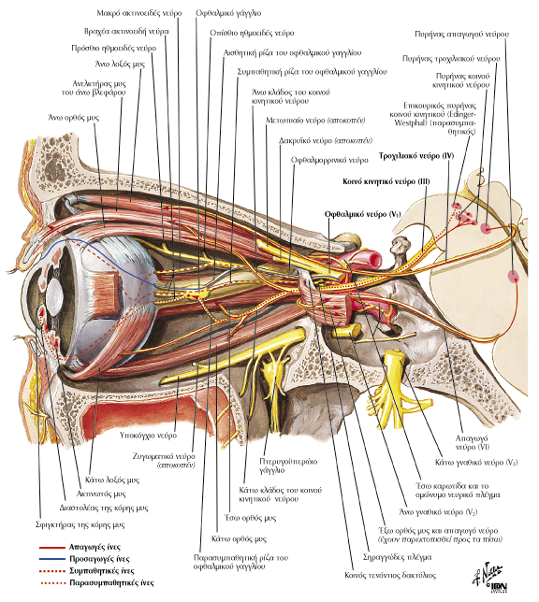 Μακρό ακτινοειδές νεύρο
Οφθαλμικό γάγγλιο
Βραχέα ακτινοειδή νεύρα
Οπίσθιο ηθμοειδές νεύρο
Πρόσθιο ηθμοειδές νεύρο
Αισθητική ρίζα του οφθαλμικού γαγγλίου
Άνω λοξός μυς
Συμπαθητική ρίζα του οφθαλμικού γαγγλίου
Ανελκτήρας μυς
του άνω βλεφάρου
Άνω κλάδος του κοινού
κινητικού νεύρου
Άνω ορθός μυς
Μετωπιαίο νεύρο (αποκοπέν)
Δακρυϊκό νεύρο (αποκοπέν)
Οφθαλμορρινικό νεύρο
Πυρήνας απαγωγού νεύρου
Πυρήνας τροχιλιακού νεύρου
Πυρήνας κοινού
κινητικού νεύρου
Επικουρικός πυρήνας
κοινού κινητικού (Edinger-
Westphal) (παρασυμπα-
θητικός)
Τροχιλιακό νεύρο (IV)
Κοινό κινητικό νεύρο (III)
Οφθαλμικό νεύρο (V₁)
Υποκόγχιο νεύρο
Ζυγωματικό νεύρο
(αποκοπέν)
Πτερυγοϋπερώιο
γάγγλιο
Κάτω λοξός μυς
Ακτινωτός μυς
Διαστολέας της κόρης μυς
Σφιγκτήρας της κόρης μυς
Κάτω κλάδος του κοινού
κινητικού νεύρου
Έσω ορθός μυς
Κάτω ορθός μυς
Παρασυμπαθητική ρίζα του
οφθαλμικού γαγγλίου
Απαγωγό
νεύρο (VI)
Κάτω γναθικό νεύρο (V₃)
Έσω καρωτίδα και το
ομώνυμο νευρικό πλέγμα
Άνω γναθικό νεύρο (V₂)
Έξω ορθός μυς και απαγωγό νεύρο
(έχουν παρεκτοπισθεί προς τα πίσω)
Σηραγγώδες πλέγμα
Κοινός τενόντιος δακτύλιος
Απαγωγές ίνες
Προσαγωγές ίνες
Συμπαθητικές ίνες
Παρασυμπαθητικές ίνες